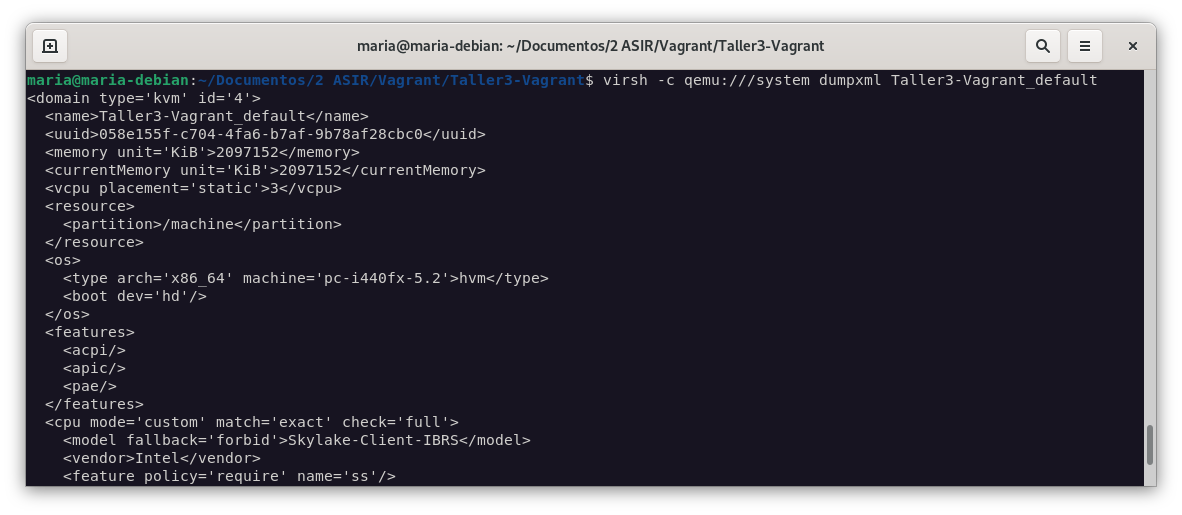 maria@maria-debian: ~/Documentos/2 ASIR/Vagrant/Taller3-Vagrant
maria@maria-debian:~/Documentos/2 ASIR/Vagrant/Taller3-Vagrant$ virsh -c qemu:///system dumpxml Taller3-Vagrant_default
<domain type='kvm' id='4'>
  <name>Taller3-Vagrant_default</name>
  <uuid>058e155f-c704-4fa6-b7af-9b78af28cbc0</uuid>
  <memory unit='KiB'>2097152</memory>
  <currentMemory unit='KiB'>2097152</currentMemory>
  <vcpu placement='static'>3</vcpu>
  <resource>
    <partition>/machine</partition>
  </resource>
  <os>
    <type arch='x86_64' machine='pc-i440fx-5.2'>hvm</type>
    <boot dev='hd'/>
  </os>
  <features>
    <acpi/>
    <apic/>
    <pae/>
  </features>
  <cpu mode='custom' match='exact' check='full'>
    <model fallback='forbid'>Skylake-Client-IBRS</model>
    <vendor>Intel</vendor>
    <feature policy='require' name='ss'/>